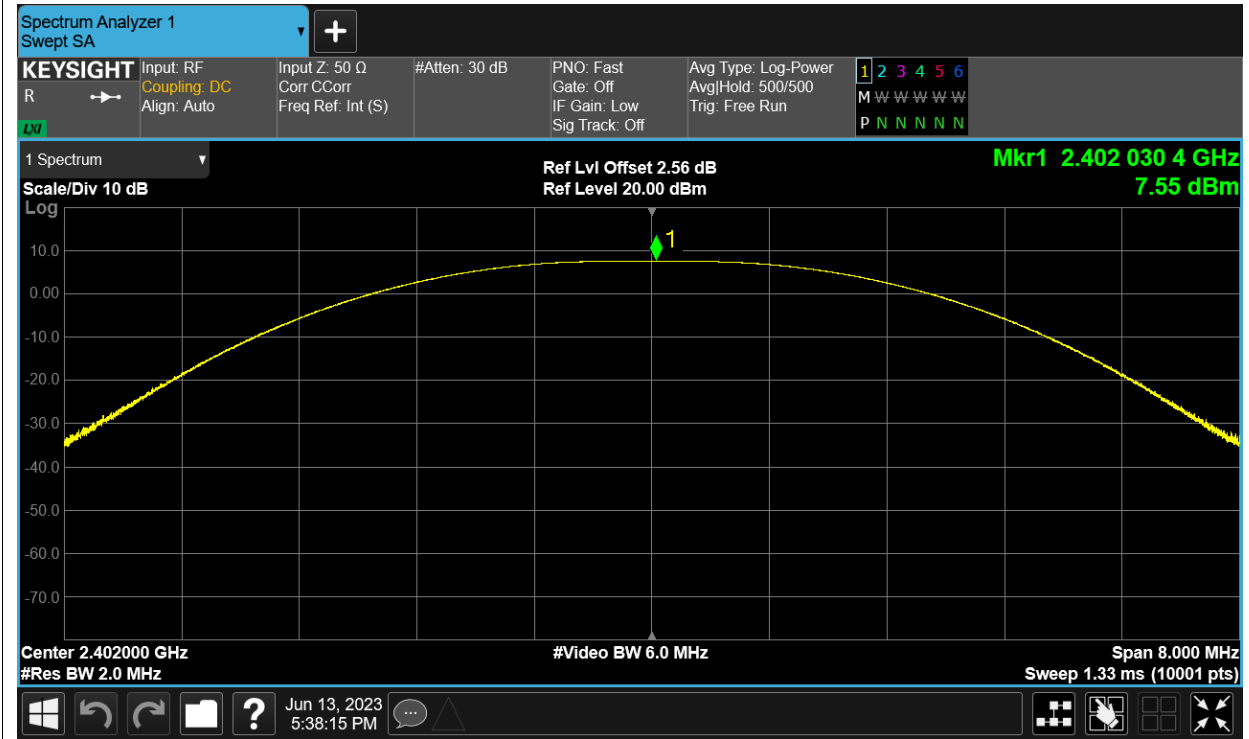 Spectrum Analyzer 1
Swept SA
KEYSIGHT
R
LXI
Input: RF
Coupling: DC
Align: Auto
Input Z: 50 Ω
Corr CCorr
Freq Ref: Int (S)
#Atten: 30 dB
PNO: Fast
Gate: Off
IF Gain: Low
Sig Track: Off
Avg Type: Log-Power
Avg|Hold: 500/500
Trig: Free Run
1 2 3 4 5 6
M W W W W W
P N N N N N
1 Spectrum
Scale/Div 10 dB
Log
Ref Lvl Offset 2.56 dB
Ref Level 20.00 dBm
Mkr1 2.402 030 4 GHz
7.55 dBm
1
10.0
0.00
-10.0
-20.0
-30.0
-40.0
-50.0
-60.0
-70.0
Center 2.402000 GHz
#Res BW 2.0 MHz
#Video BW 6.0 MHz
Span 8.000 MHz
Sweep 1.33 ms (10001 pts)
?
Jun 13, 2023
5:38:15 PM